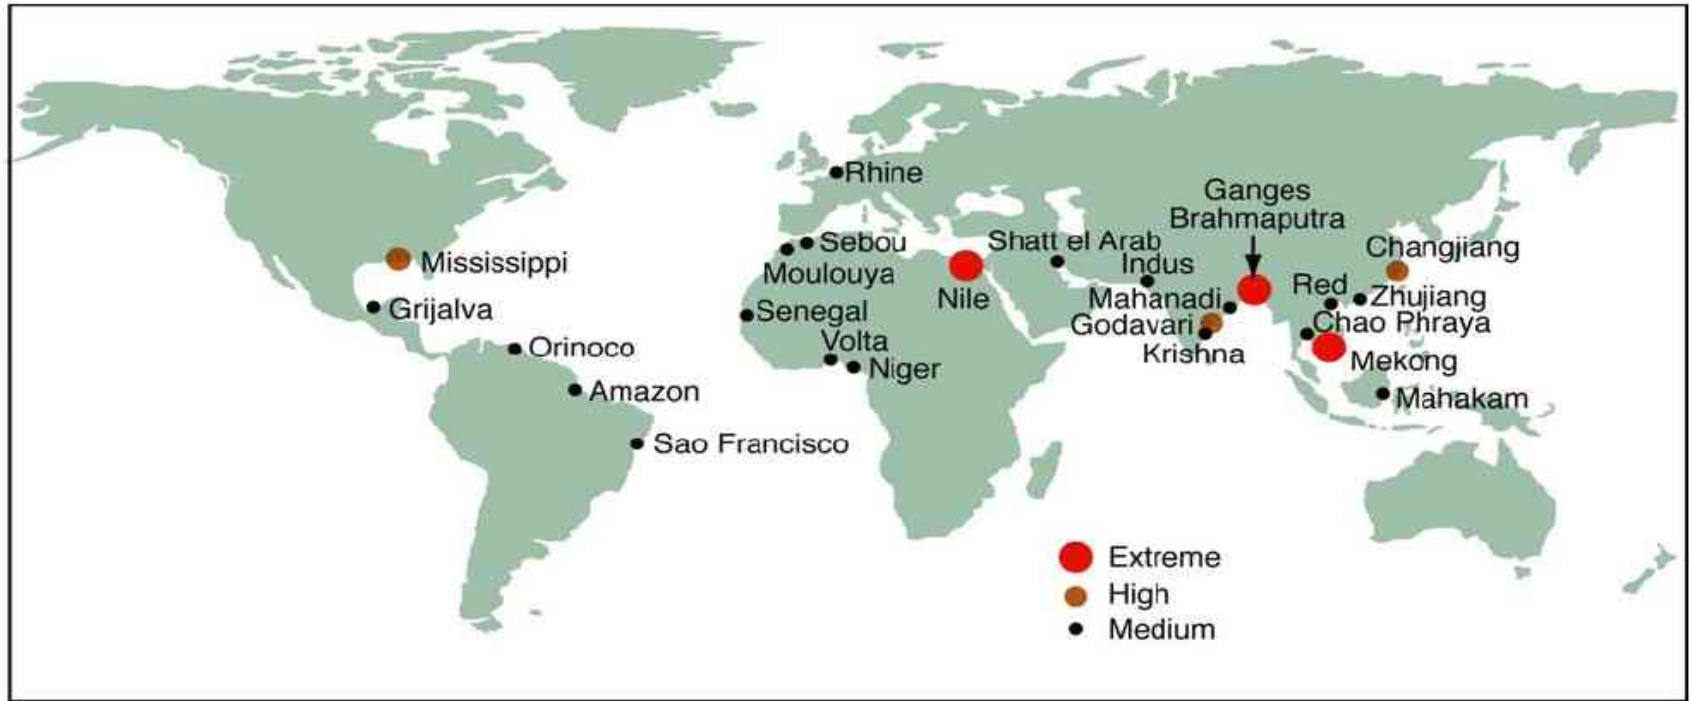 Rhine
Ganges
Brahmaputra
Sebou
Shatt el Arab
Changjiang
Mississippi
Moulouya
Indus
Nile
Mahanadi
Red
Zhujiang
Grijalva
Senegal
Godavari
Chao Phraya
Volta
Krishna
Orinoco
Niger
Mekong
Amazon
Mahakam
Sao Francisco
Extreme
High
Medium